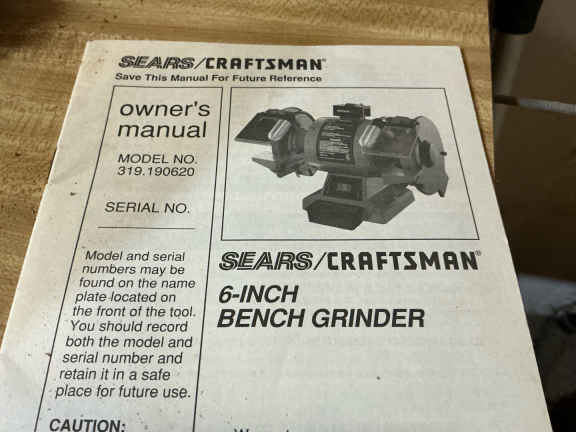 SEARS/CRAFTSMAN®
Save This Manual For Future Reference
owner's
manual
MODEL NO.
319.190620
SERIAL NO.
Model and serial
numbers may be
found on the name
plate located on
the front of the tool.
You should record
both the model and
serial number and
retain it in a safe
place for future use.
CAUTION:
SEARS/CRAFTSMAN®
6-INCH
BENCH GRINDER